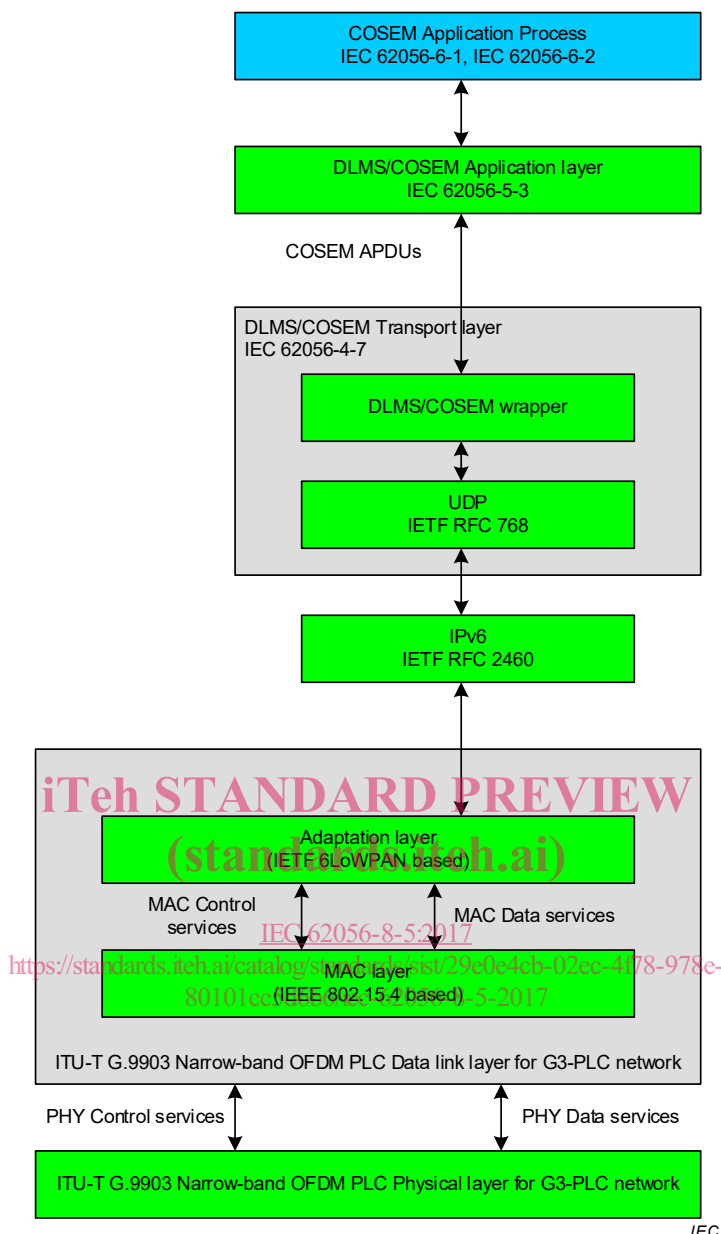 COSEM Application Process
IEC 62056-6-1, IEC 62056-6-2
DLMS/COSEM Application layer
IEC 62056-5-3
COSEM APDUs
DLMS/COSEM Transport layer
IEC 62056-4-7
DLMS/COSEM wrapper
UDP
IETF RFC 768
IPv6
IETF RFC 2460
iTeh STANDARD PREVIEW
(standards.iteh.ai)
Adaptation layer
(IETF 6LoWPAN based)
MAC Control
services
MAC Data services
IEC 62056-8-5:2017
https://standards.iteh.ai/catalog/standards/sist/29e0e4cb-02ec-4f78-978e-
MAC layer
(IEEE 802.15.4 based)
ITU-T G.9903 Narrow-band OFDM PLC Data link layer for G3-PLC network
PHY Control services
PHY Data services
ITU-T G.9903 Narrow-band OFDM PLC Physical layer for G3-PLC network
IEC